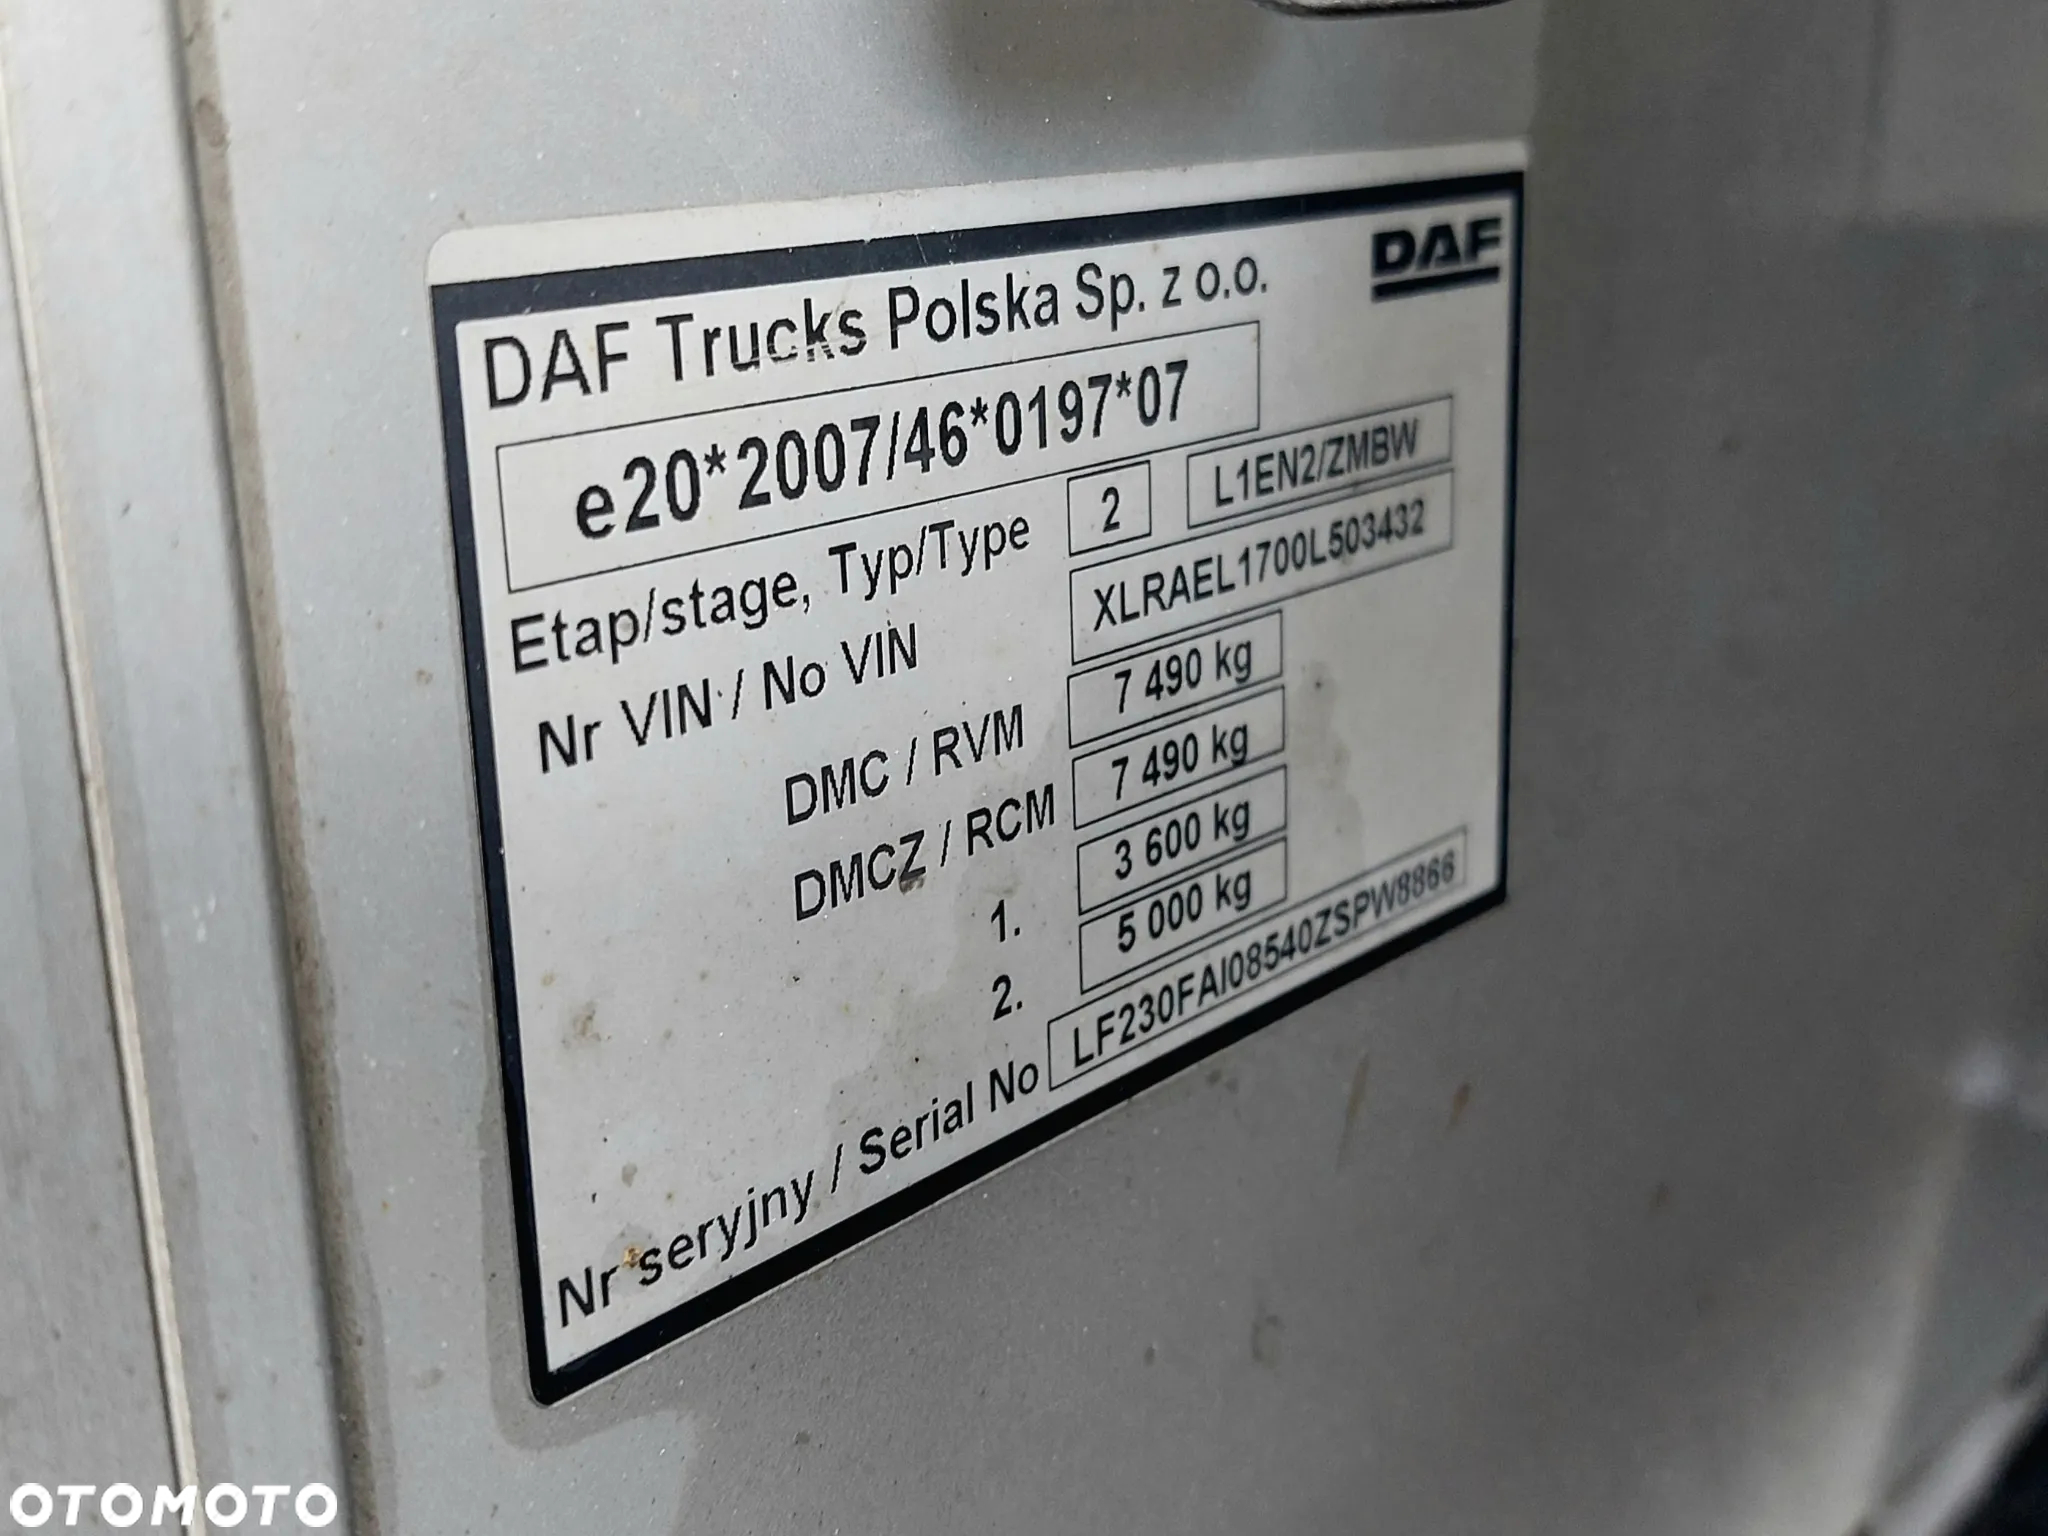 DAF Trucks Polska Sp. z o.o. DAF
e20*2007/46*0197*07
Etap/stage, Typ/Type 2 L1EN2/ZMBW
Nr VIN / No VIN XLRAEL1700L503432
DMC / RVM 7 490 kg
DMCZ / RCM 7 490 kg
1. 3 600 kg
2. 5 000 kg
Nr seryjny / Serial No LF230FAI08540ZSPW8866
OTOMOTO